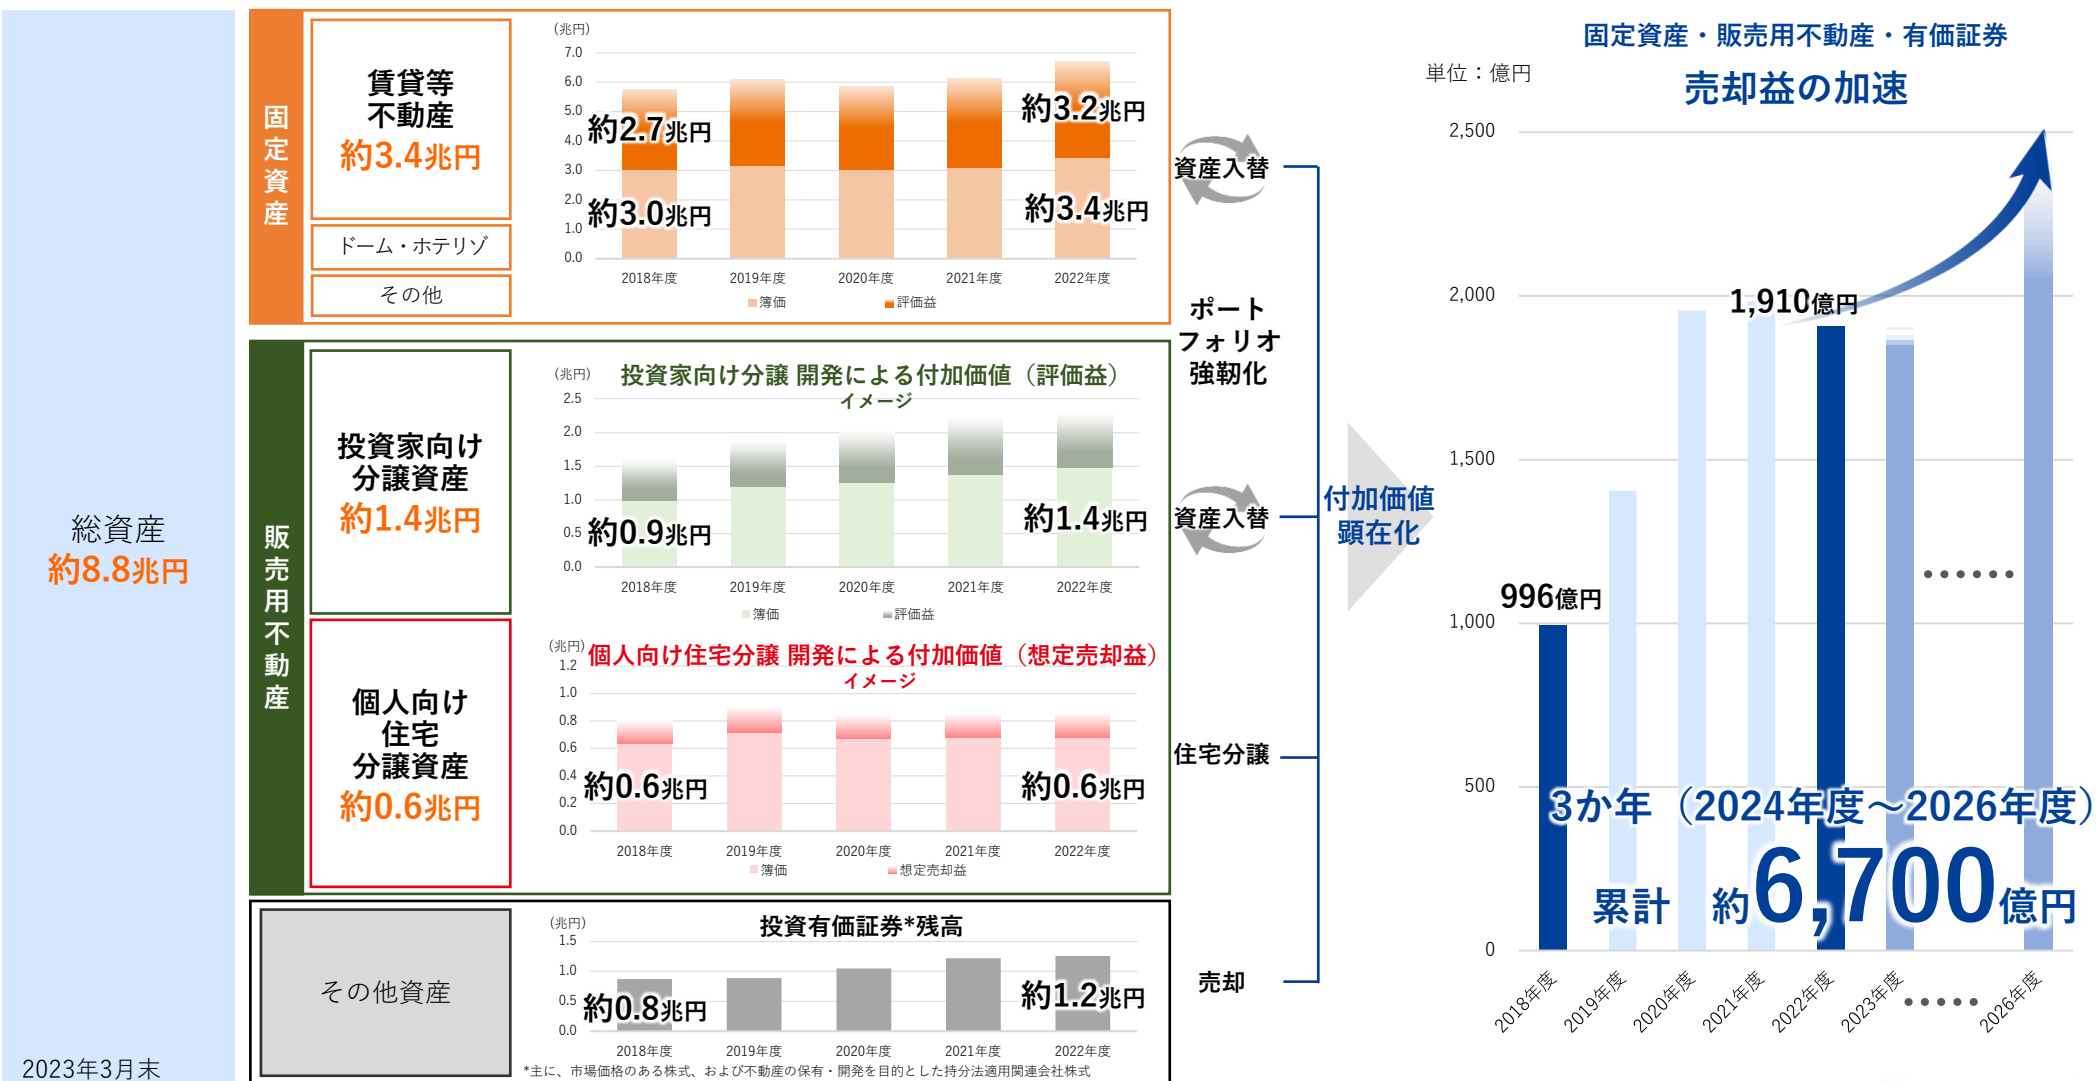 総資産
約8.8兆円
2023年3月末
固定資産
賃貸等
不動産
約3.4兆円
ドーム・ホテリゾ
その他
(兆円)
7.0
6.0
5.0
4.0
3.0
2.0
1.0
0.0
約2.7兆円
約3.0兆円
約3.2兆円
約3.4兆円
2018年度
2019年度
2020年度
2021年度
2022年度
簿価
評価益
販売用不動産
投資家向け
分譲資産
約1.4兆円
投資家向け分譲 開発による付加価値（評価益）
イメージ
(兆円)
2.5
2.0
1.5
1.0
0.5
0.0
約0.9兆円
約1.4兆円
2018年度
2019年度
2020年度
2021年度
2022年度
簿価
評価益
個人向け
住宅
分譲資産
約0.6兆円
個人向け住宅分譲 開発による付加価値（想定売却益）
イメージ
(兆円)
1.2
1.0
0.8
0.6
0.4
0.2
0.0
約0.6兆円
約0.6兆円
2018年度
2019年度
2020年度
2021年度
2022年度
簿価
想定売却益
その他資産
投資有価証券*残高
(兆円)
1.5
1.0
0.5
0.0
約0.8兆円
約1.2兆円
2018年度
2019年度
2020年度
2021年度
2022年度
*主に、市場価格のある株式、および不動産の保有・開発を目的とした持分法適用関連会社株式
資産入替
ポート
フォリオ
強靭化
資産入替
住宅分譲
売却
付加価値
顕在化
固定資産・販売用不動産・有価証券
売却益の加速
単位：億円
2,500
2,000
1,500
1,000
500
0
996億円
1,910億円
••••••
3か年（2024年度～2026年度）
累計 約6,700億円
2018年度
2019年度
2020年度
2021年度
2022年度
2023年度
•••••
2026年度